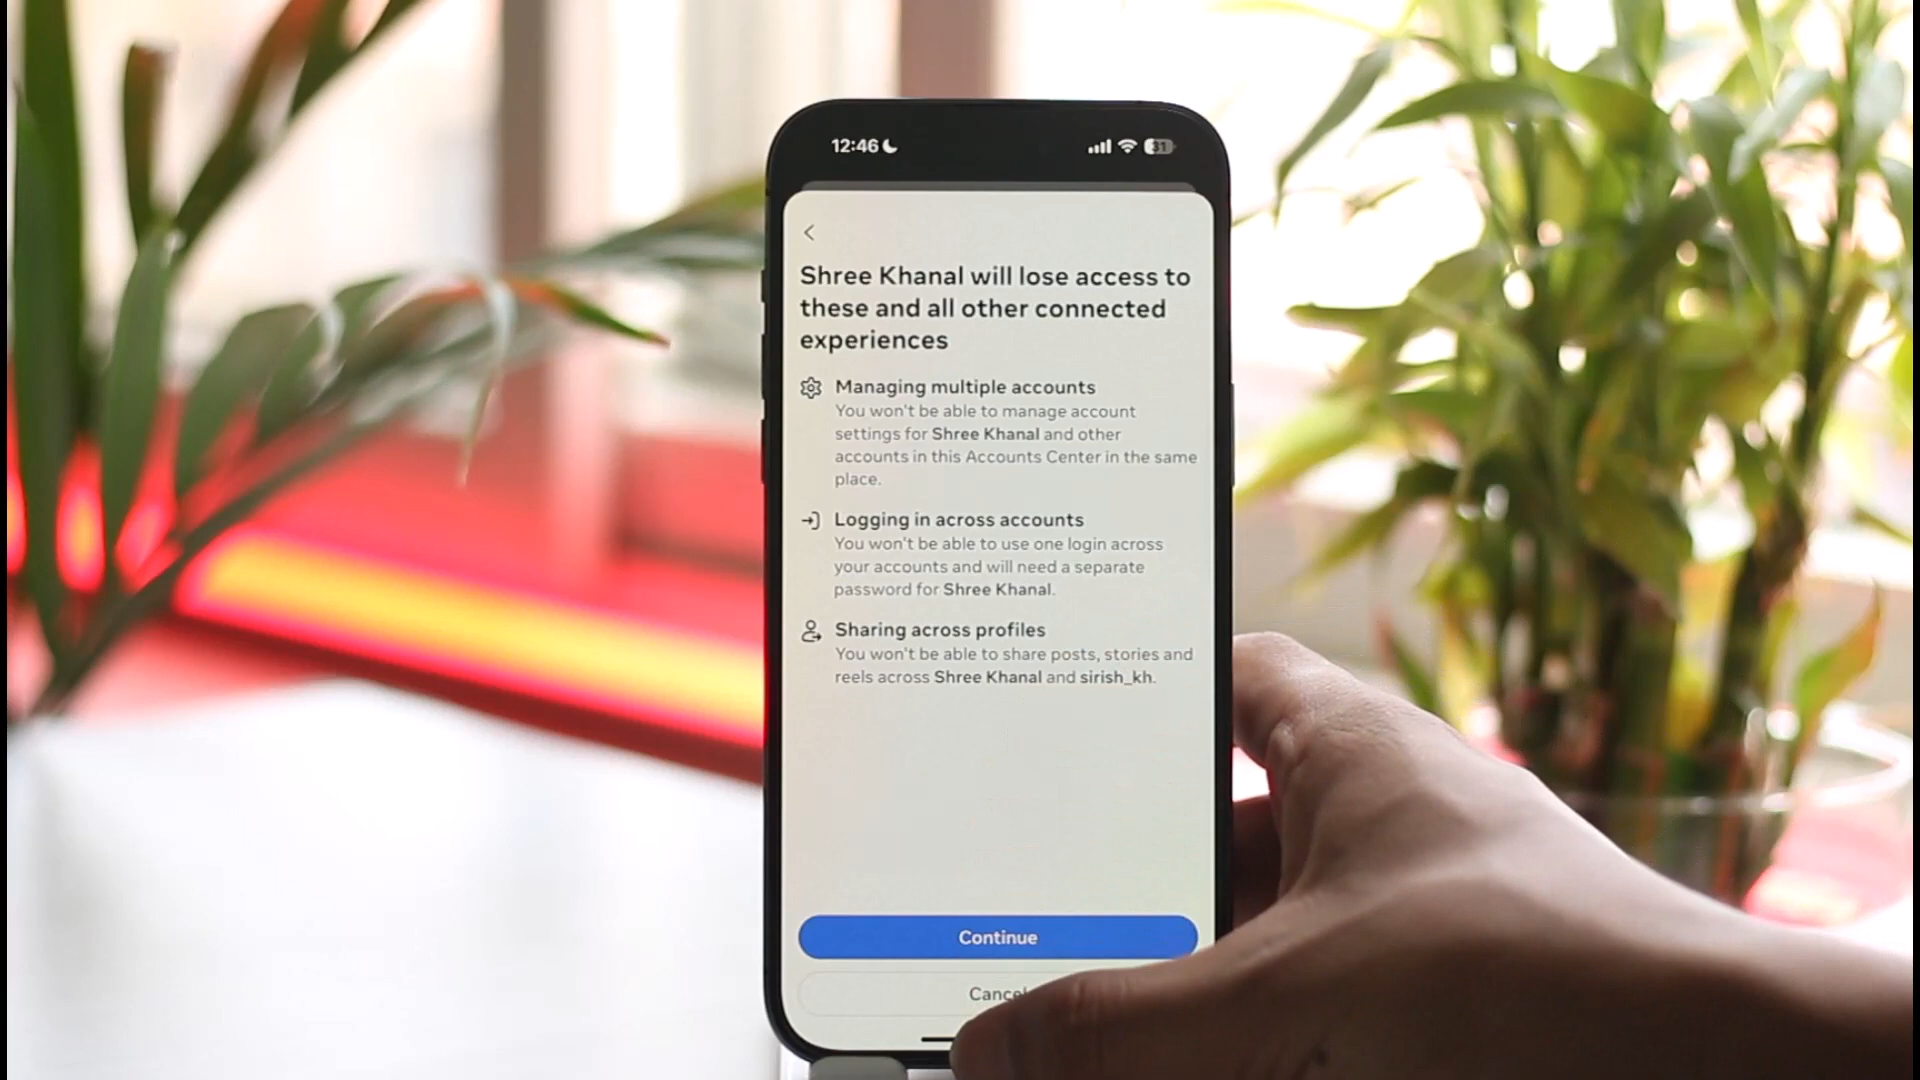 12:46
31
Shree Khanal will lose access to
these and all other connected
experiences
Managing multiple accounts
You won't be able to manage account
settings for Shree Khanal and other
accounts in this Accounts Center in the same
place.
Logging in across accounts
You won't be able to use one login across
your accounts and will need a separate
password for Shree Khanal.
Sharing across profiles
You won't be able to share posts, stories and
reels across Shree Khanal and sirish_kh.
Continue
Cancel